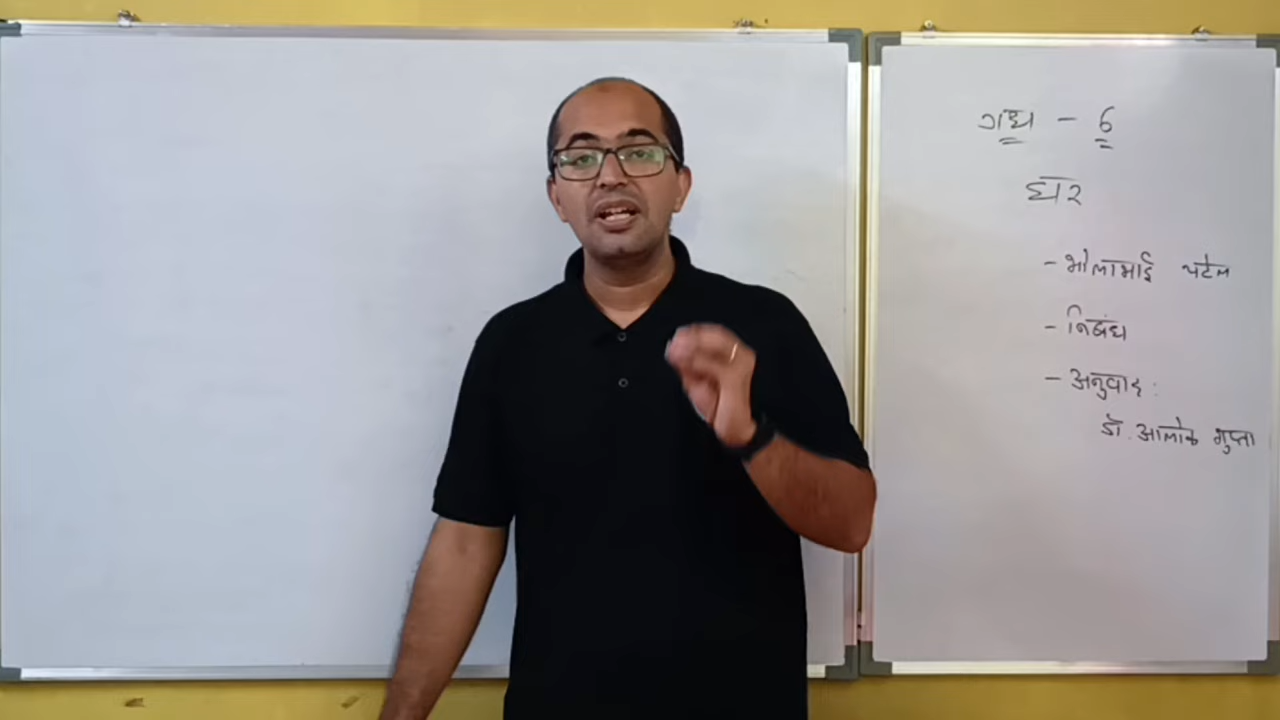 गद्य - 6
घर
- भोलाभाई पटेल
- निबंध
- अनुवाद :
डॉ. आलोक गुप्ता